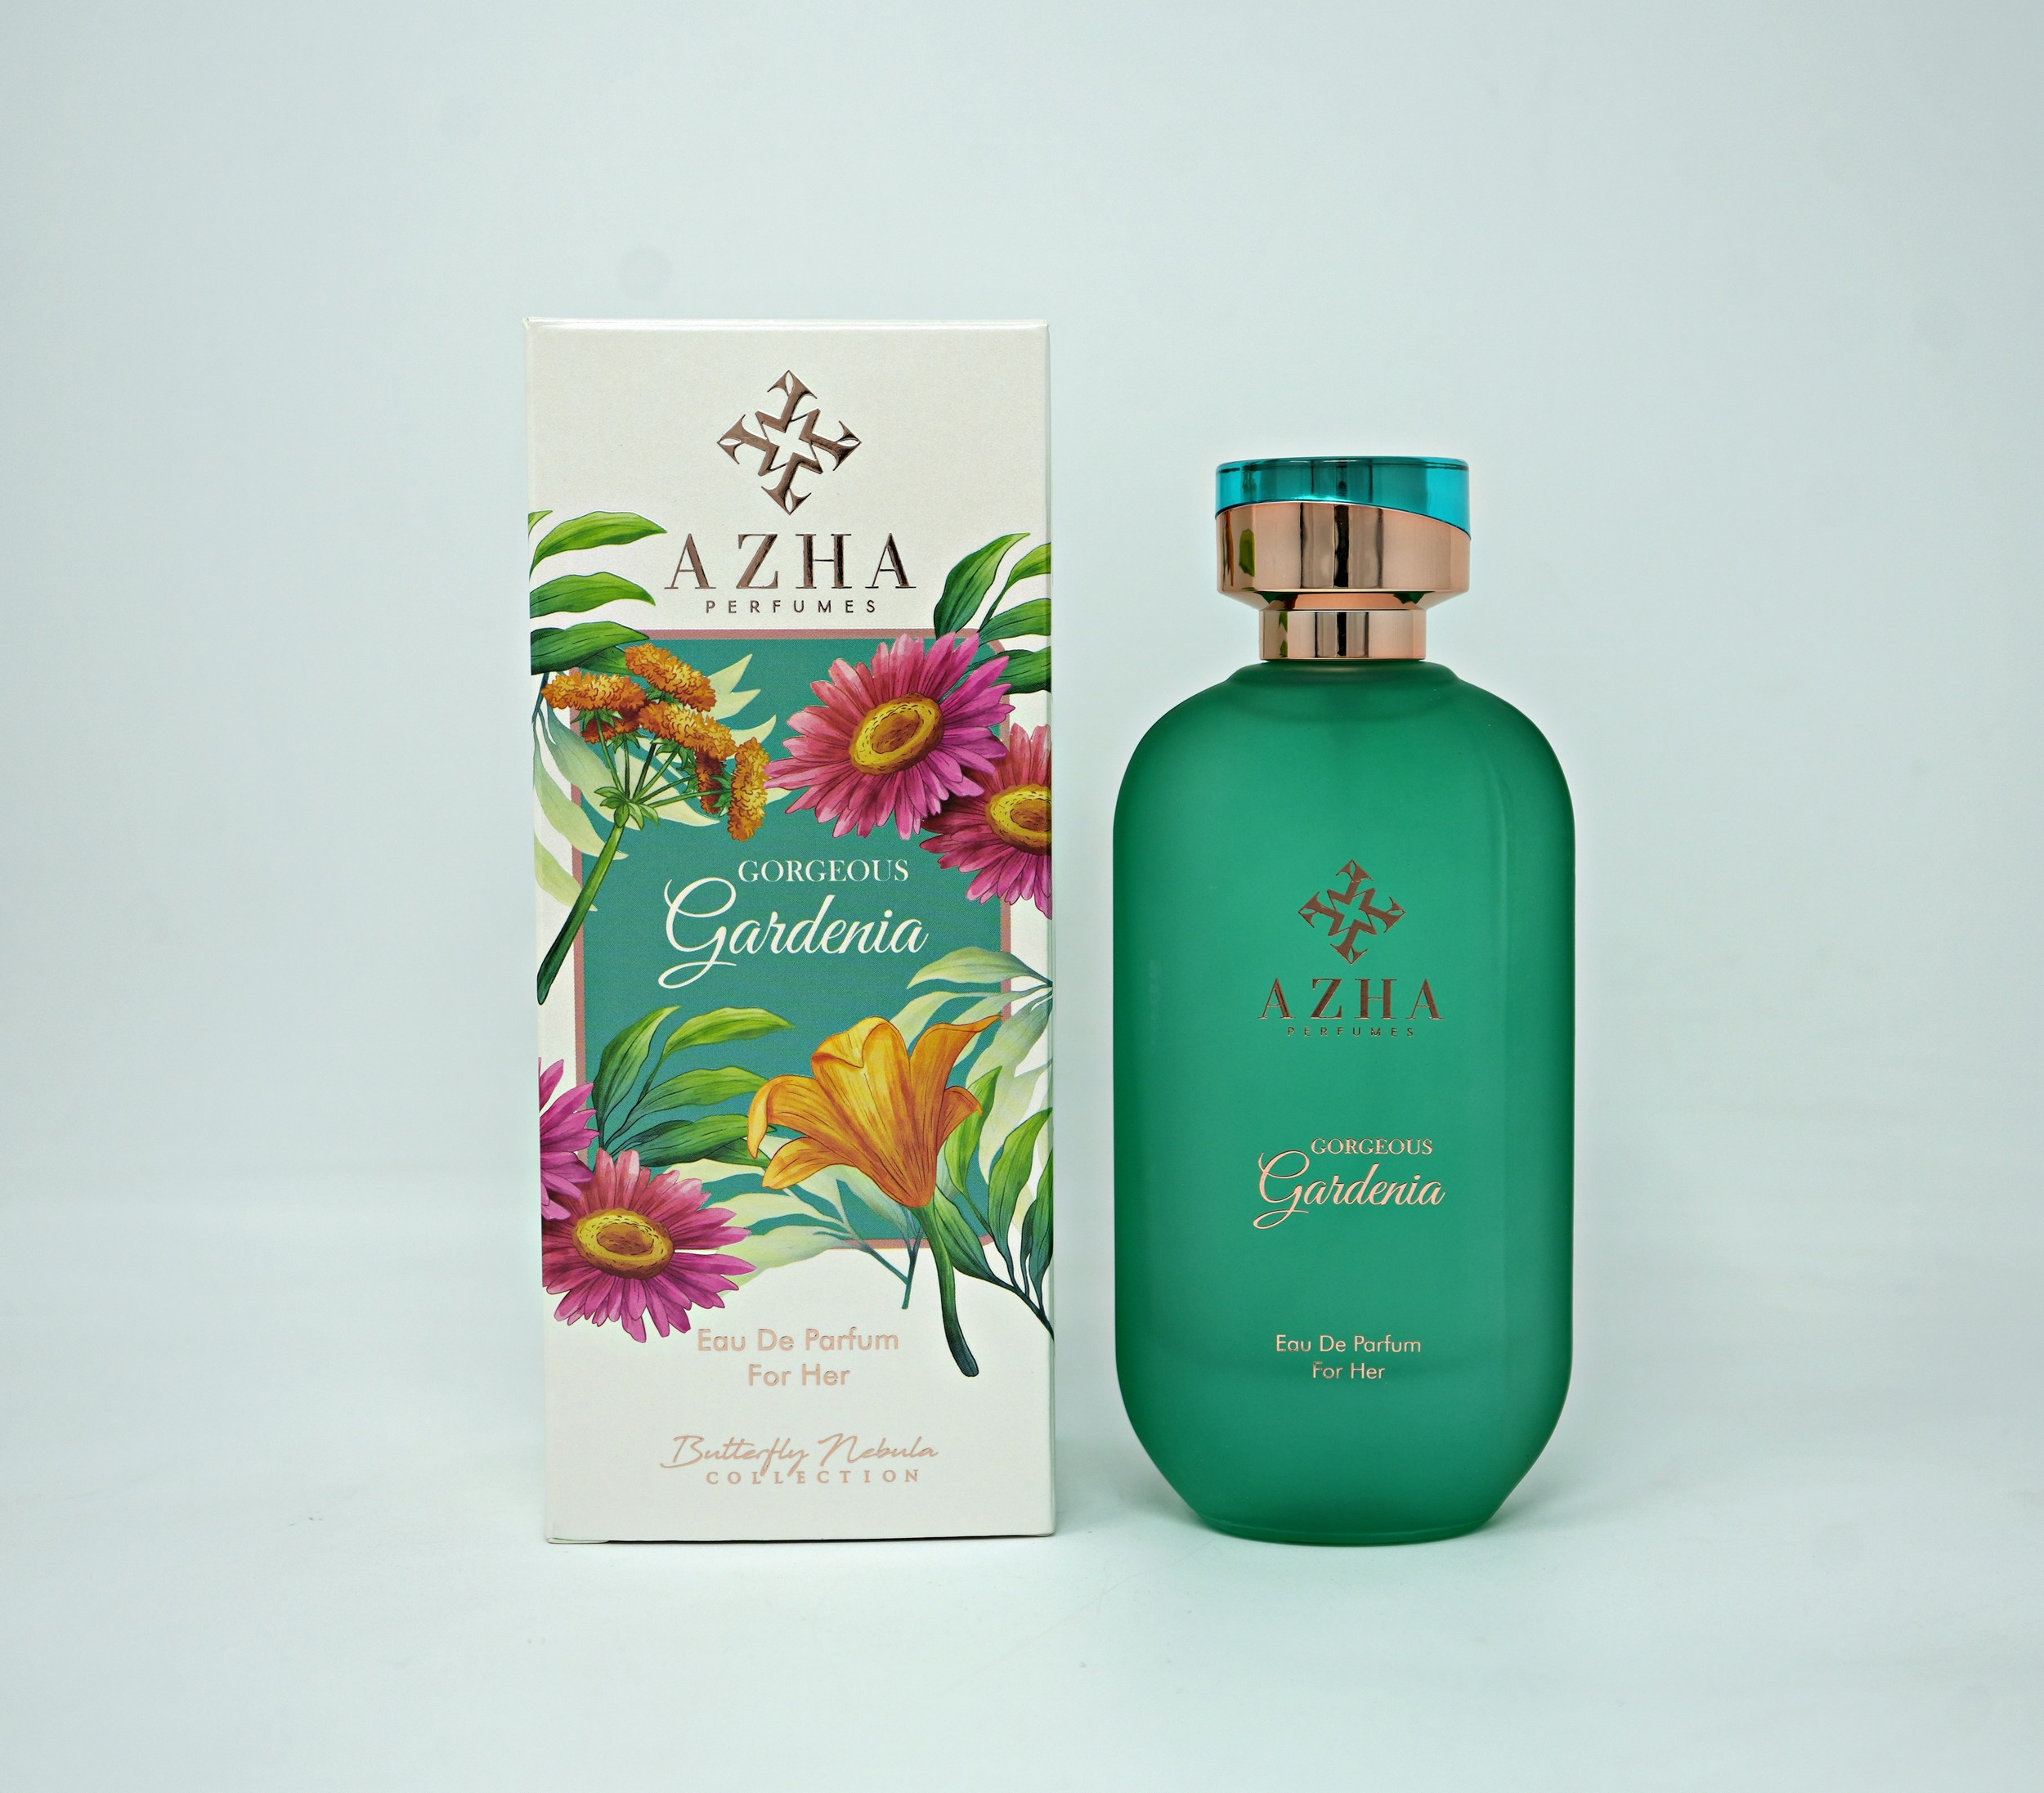 AZHA
PERFUMES
GORGEOUS
Gardenia
Eau De Parfum
For Her
Butterfly Nebula
COLLECTION
AZHA
PERFUMES
GORGEOUS
Gardenia
Eau De Parfum
For Her